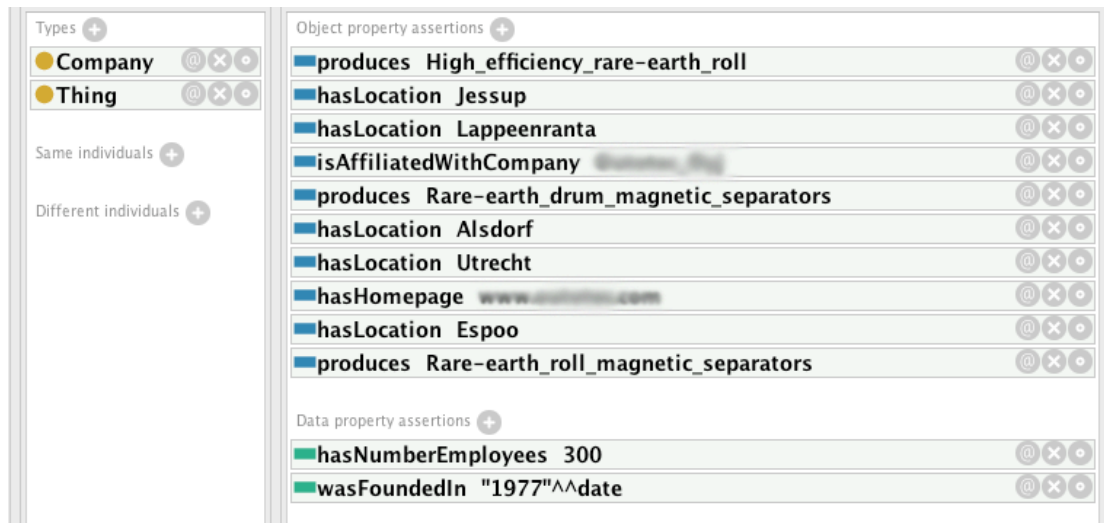 Types
Company
Thing
Same individuals
Different individuals
Object property assertions
produces High_efficiency_rare-earth_roll
hasLocation Jessup
hasLocation Lappeenranta
isAffiliatedWithCompany
produces Rare-earth_drum_magnetic_separators
hasLocation Alsdorf
hasLocation Utrecht
hasHomepage
hasLocation Espoo
produces Rare-earth_roll_magnetic_separators
Data property assertions
hasNumberEmployees 300
wasFoundedIn "1977"^^date